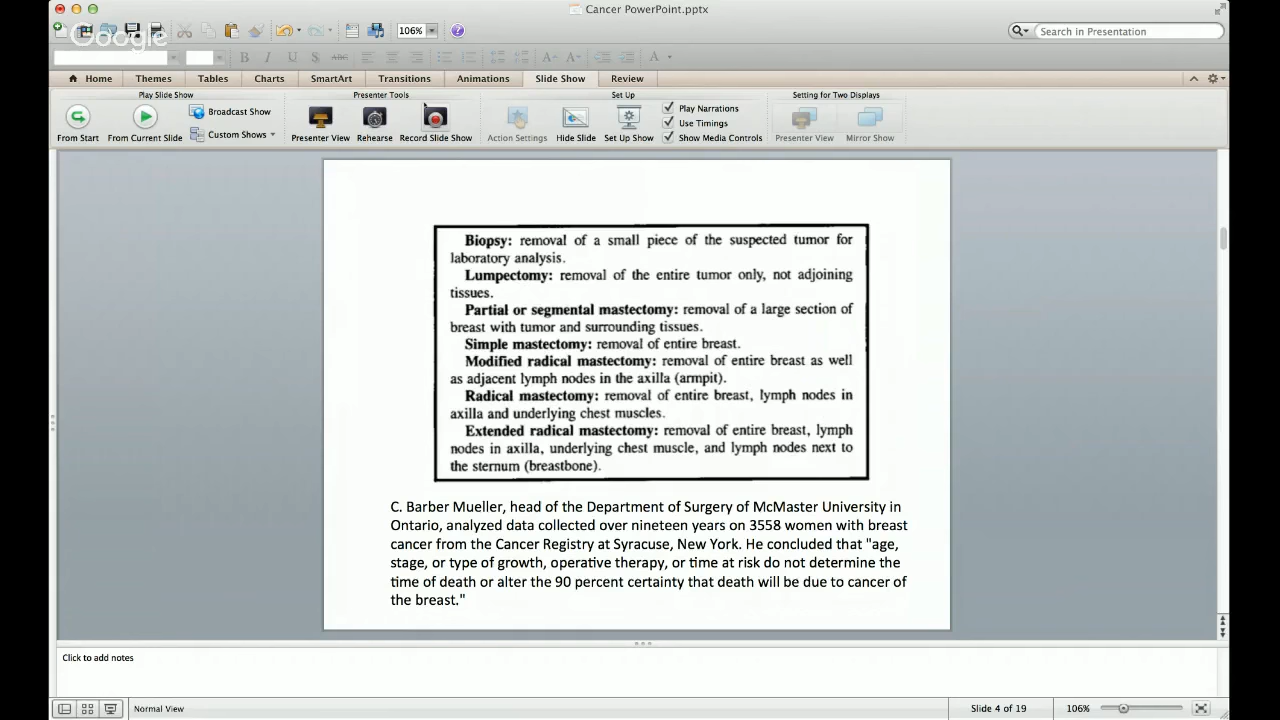 Cancer PowerPoint.pptx
Google
106%
Search in Presentation
Home Themes Tables Charts SmartArt Transitions Animations Slide Show Review
Play Slide Show Presenter Tools Set Up Setting for Two Displays
From Start From Current Slide Broadcast Show Custom Shows Presenter View Rehearse Record Slide Show Action Settings Hide Slide Set Up Show Play Narrations Use Timings Show Media Controls Presenter View Mirror Show
Biopsy: removal of a small piece of the suspected tumor for
laboratory analysis.
Lumpectomy: removal of the entire tumor only, not adjoining
tissues.
Partial or segmental mastectomy: removal of a large section of
breast with tumor and surrounding tissues.
Simple mastectomy: removal of entire breast.
Modified radical mastectomy: removal of entire breast as well
as adjacent lymph nodes in the axilla (armpit).
Radical mastectomy: removal of entire breast, lymph nodes in
axilla and underlying chest muscles.
Extended radical mastectomy: removal of entire breast, lymph
nodes in axilla, underlying chest muscle, and lymph nodes next to
the sternum (breastbone).
C. Barber Mueller, head of the Department of Surgery of McMaster University in
Ontario, analyzed data collected over nineteen years on 3558 women with breast
cancer from the Cancer Registry at Syracuse, New York. He concluded that "age,
stage, or type of growth, operative therapy, or time at risk do not determine the
time of death or alter the 90 percent certainty that death will be due to cancer of
the breast."
Click to add notes
Normal View Slide 4 of 19 106%